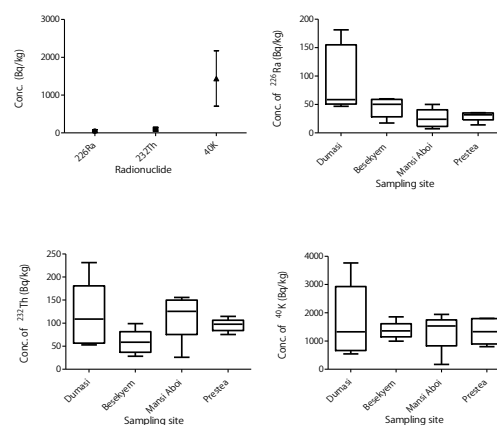 Conc. (Bq/kg)
3000
2000
1000
0
226Ra
232Th
40K
Radionuclide
Conc. of ²²⁶Ra (Bq/kg)
200
150
100
50
0
Dumasi
Besekyem
Mansi Aboi
Prestea
Sampling site
Conc. of ²³²Th (Bq/kg)
250
200
150
100
50
0
Dumasi
Besekyem
Mansi Aboi
Prestea
Sampling site
Conc. of ⁴⁰K (Bq/kg)
4000
3000
2000
1000
0
Dumasi
Besekyem
Mansi Aboi
Prestea
Sampling site